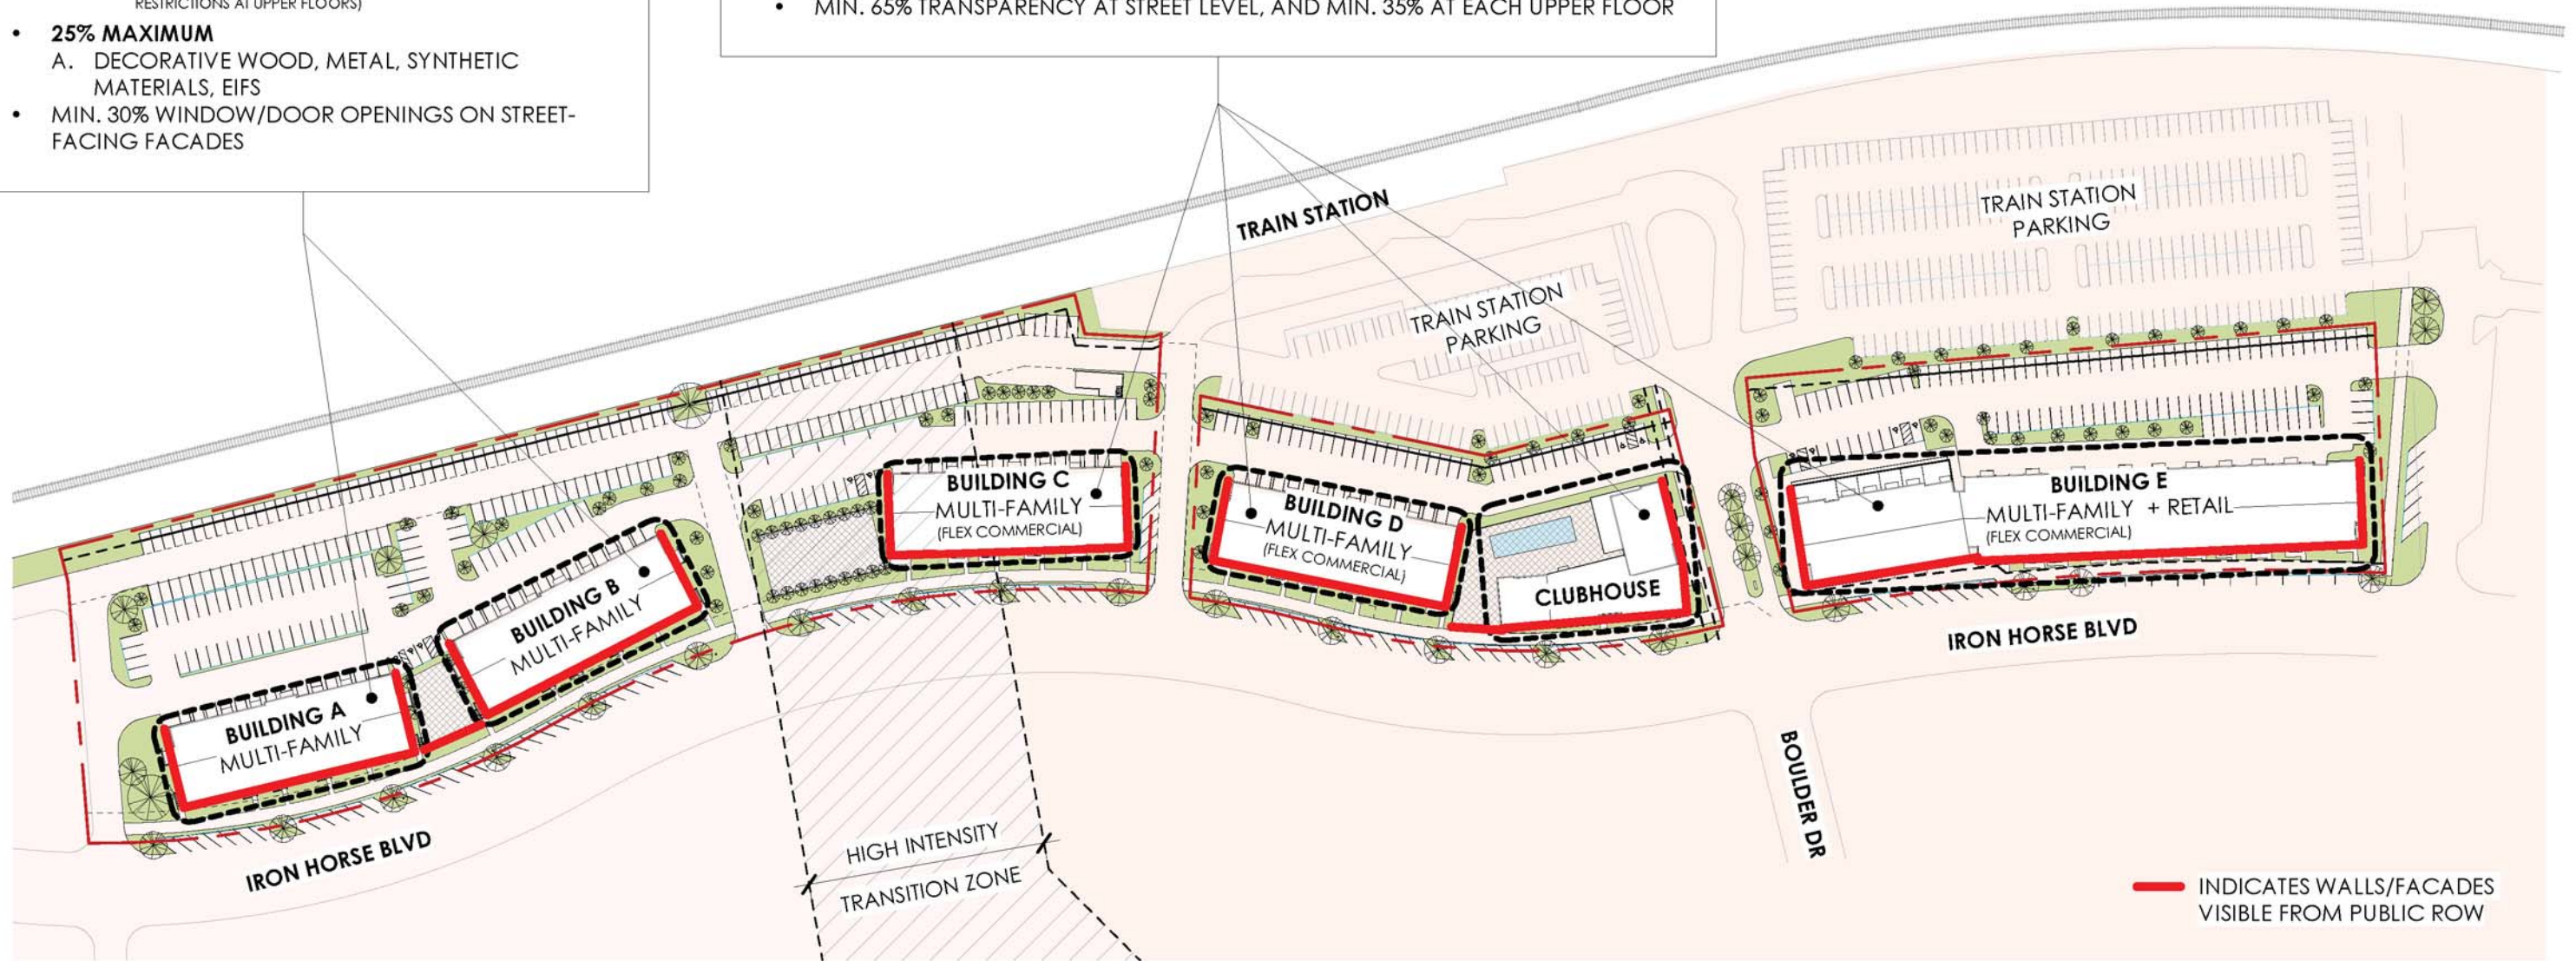 RESTRICTIONS AT UPPER FLOORS)
• 25% MAXIMUM
A. DECORATIVE WOOD, METAL, SYNTHETIC
MATERIALS, EIFS
• MIN. 30% WINDOW/DOOR OPENINGS ON STREET-
FACING FACADES
• MIN. 65% TRANSPARENCY AT STREET LEVEL, AND MIN. 35% AT EACH UPPER FLOOR
TRAIN STATION
TRAIN STATION
PARKING
TRAIN STATION
PARKING
BUILDING A
MULTI-FAMILY
BUILDING B
MULTI-FAMILY
BUILDING C
MULTI-FAMILY
(FLEX COMMERCIAL)
BUILDING D
MULTI-FAMILY
(FLEX COMMERCIAL)
CLUBHOUSE
BUILDING E
MULTI-FAMILY + RETAIL
(FLEX COMMERCIAL)
IRON HORSE BLVD
IRON HORSE BLVD
BOULDER DR
HIGH INTENSITY
TRANSITION ZONE
INDICATES WALLS/FACADES
VISIBLE FROM PUBLIC ROW